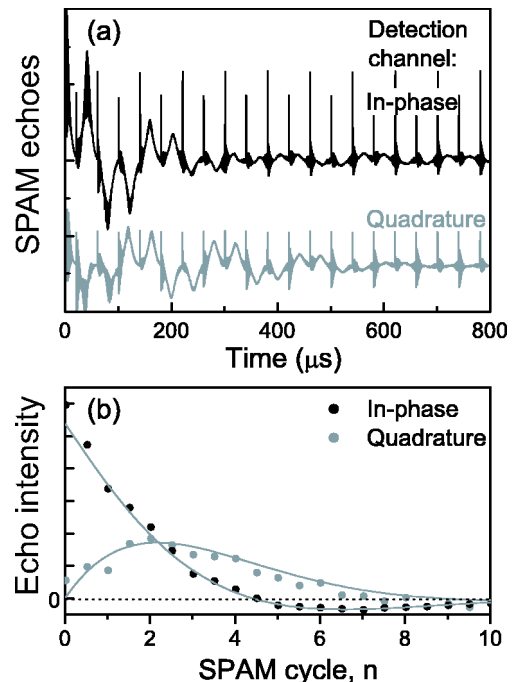 (a)
Detection
channel:
In-phase
Quadrature
SPAM echoes
0 200 400 600 800
Time (μs)
(b)
In-phase
Quadrature
Echo intensity
0
0 2 4 6 8 10
SPAM cycle, n